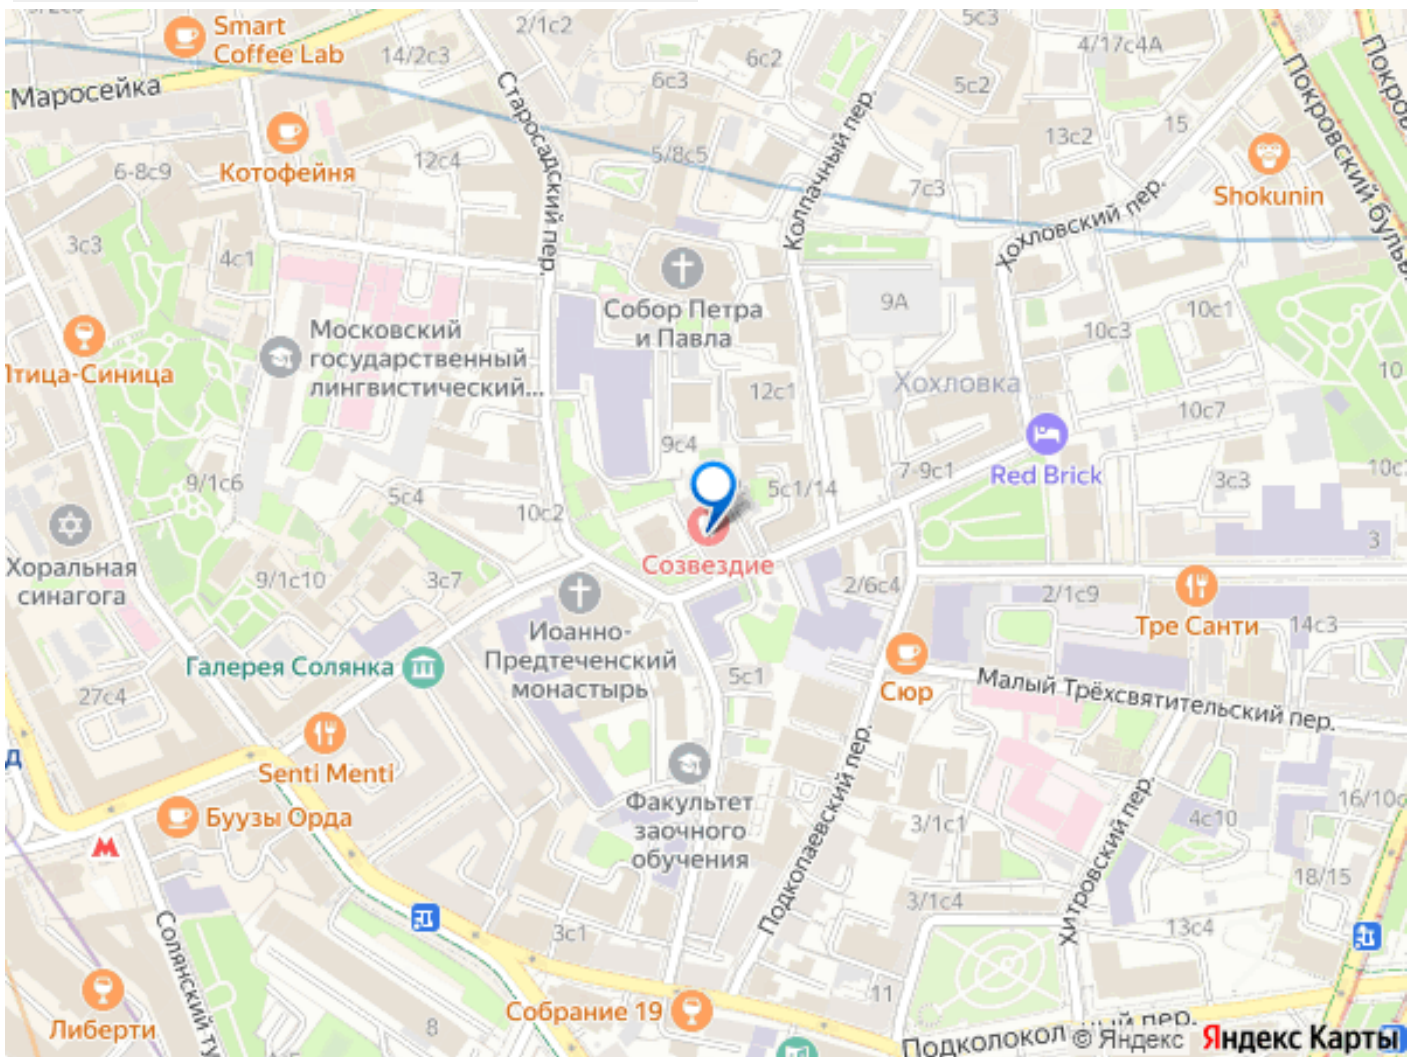 Smart
Coffee Lab
2/1с2
14/2с3
5с3
4/17с4А
6с2
6с3
5с2
Маросейка
Старосадский пер.
Колпачный пер.
13с2
15
Покровский бульв
Покров
Котофейня
12с4
5/8с5
7с3
Shokunin
6-8с9
Хохловский пер.
3с3
4с1
Собор Петра
и Павла
9А
10с1
10с3
Московский
государственный
лингвистический...
Птица-Синица
Хохловка
10
12с1
10с7
9с4
Red Brick
7-9с1
9/1с6
5с4
10с2
5с1/14
3с3
Хоральная
синагога
Созвездие
3
9/1с10
3с7
2/6с4
2/1с9
Тре Санти
14с3
Иоанно-
Предтеченский
монастырь
Галерея Солянка
5с1
Сюр
Малый Трёхсвятительский пер.
27с4
Senti Menti
Подкопаевский пер.
Хитровский пер.
Факультет
заочного
обучения
Буузы Орда
3/1с1
4с10
18/15
3/1с4
13с4
3с1
Солянский ту
Либерти
8
Собрание 19
11
Подколокол ный пер.
© Яндекс Яндекс Карты